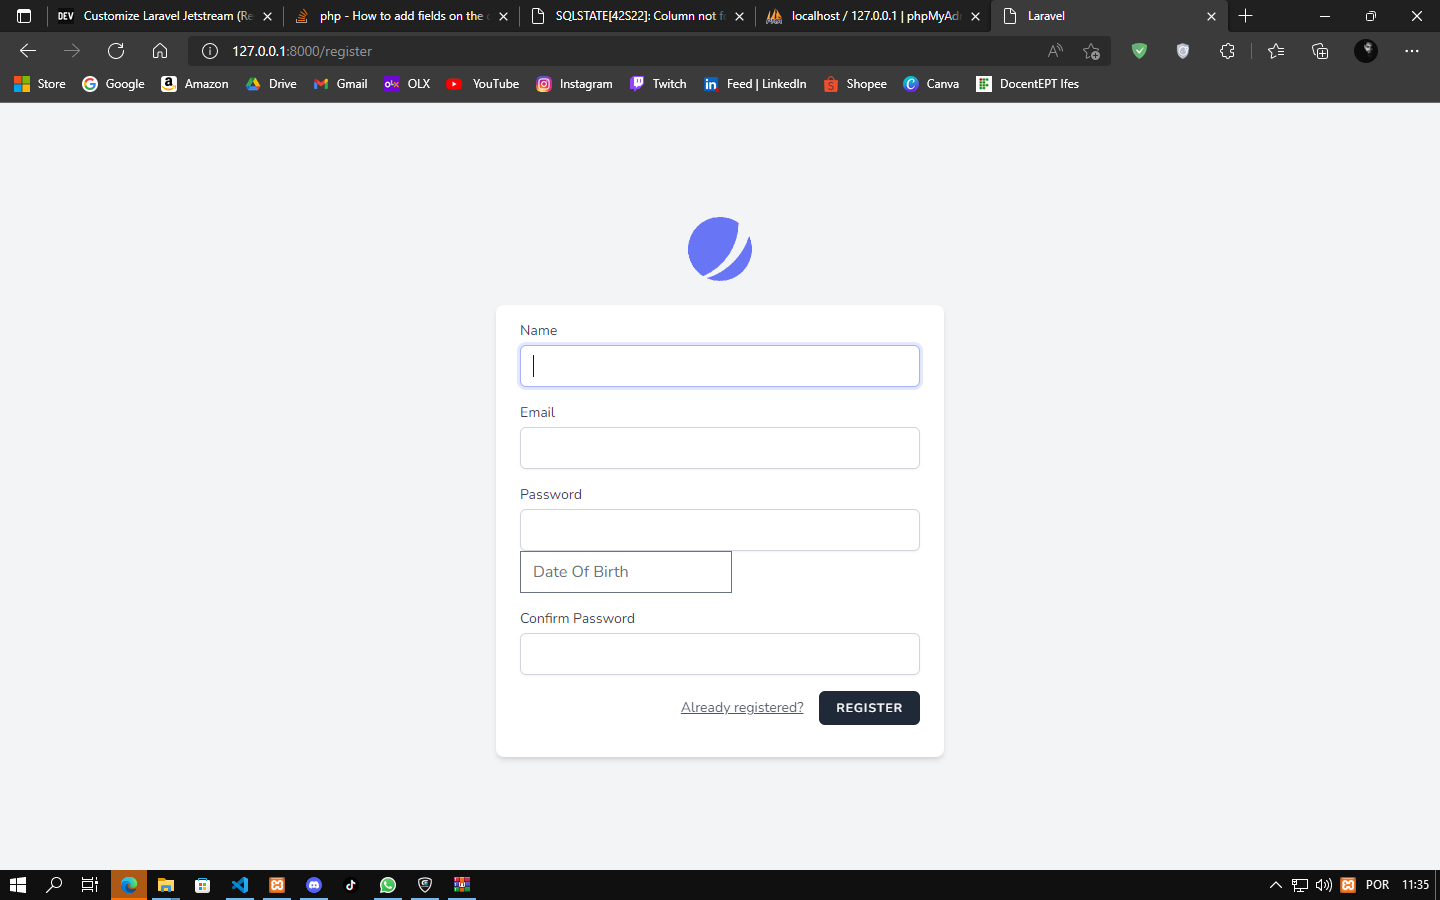 DEV Customize Laravel Jetstream (Re
php - How to add fields on the
SQLSTATE[42S22]: Column not fo
localhost / 127.0.0.1 | phpMyAdm
Laravel
127.0.0.1:8000/register
Store
Google
Amazon
Drive
Gmail
OLX
YouTube
Instagram
Twitch
Feed | LinkedIn
Shopee
Canva
DocentEPT Ifes
Name
Email
Password
Date Of Birth
Confirm Password
Already registered?
REGISTER
POR
11:35